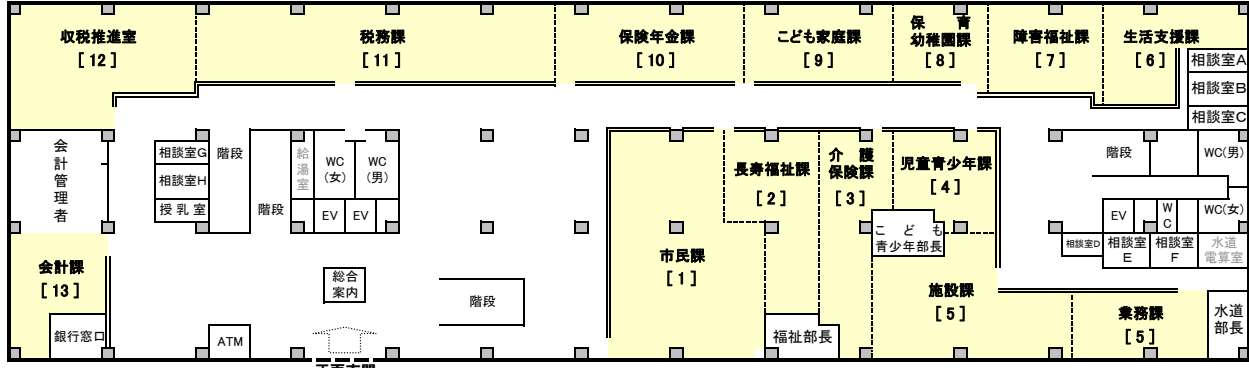 収税推進室
[ 12 ]
税務課
[ 11 ]
保険年金課
[ 10 ]
こども家庭課
[ 9 ]
保　育
幼稚園課
[ 8 ]
障害福祉課
[ 7 ]
生活支援課
[ 6 ]
相談室A
相談室B
相談室C
会計管理者
相談室G
相談室H
授乳室
階段
階段
給湯室
WC
(女)
WC
(男)
EV
EV
長寿福祉課
[ 2 ]
介　護
保険課
[ 3 ]
児童青少年課
[ 4 ]
階段
WC(男)
こ　ど　も
青少年部長
EV
WC
WC(女)
相談室D
相談室
E
相談室
F
水道
電算室
会計課
[ 13 ]
銀行窓口
ATM
総合
案内
階段
市民課
[ 1 ]
福祉部長
施設課
[ 5 ]
業務課
[ 5 ]
水道
部長